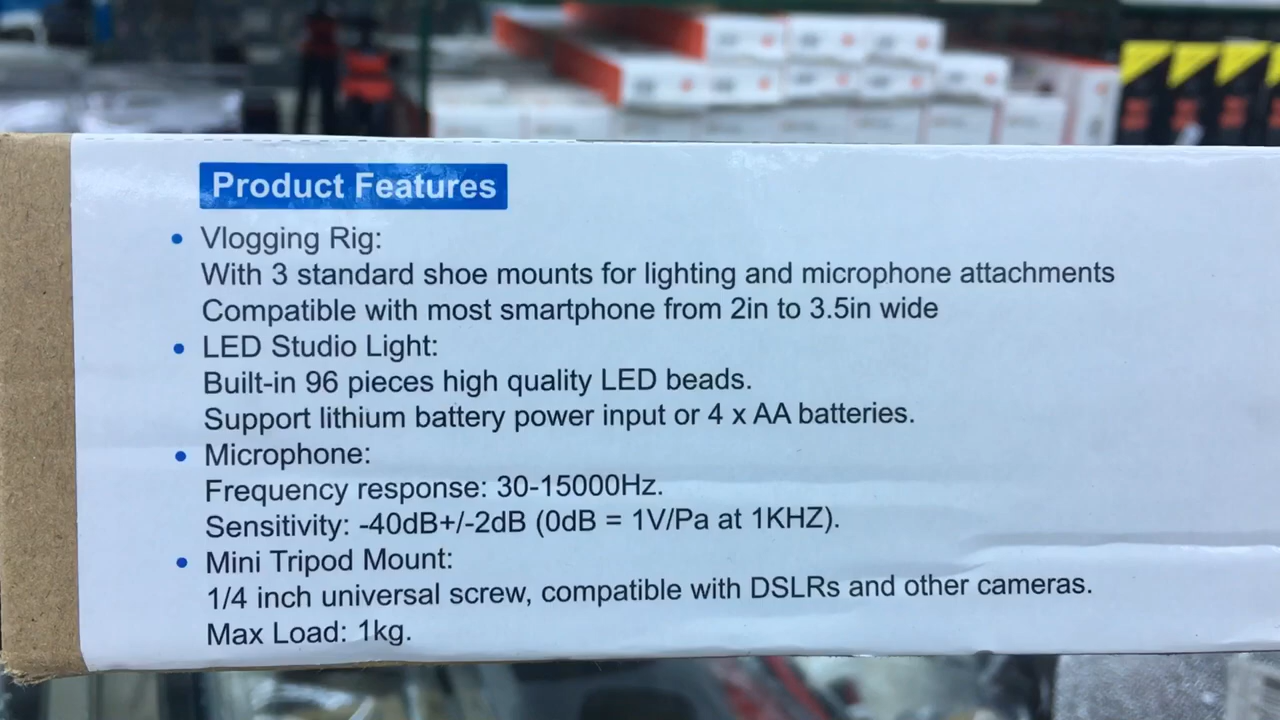 Product Features
• Vlogging Rig:
With 3 standard shoe mounts for lighting and microphone attachments
Compatible with most smartphone from 2in to 3.5in wide
• LED Studio Light:
Built-in 96 pieces high quality LED beads.
Support lithium battery power input or 4 x AA batteries.
• Microphone:
Frequency response: 30-15000Hz.
Sensitivity: -40dB+/-2dB (0dB = 1V/Pa at 1KHZ).
• Mini Tripod Mount:
1/4 inch universal screw, compatible with DSLRs and other cameras.
Max Load: 1kg.